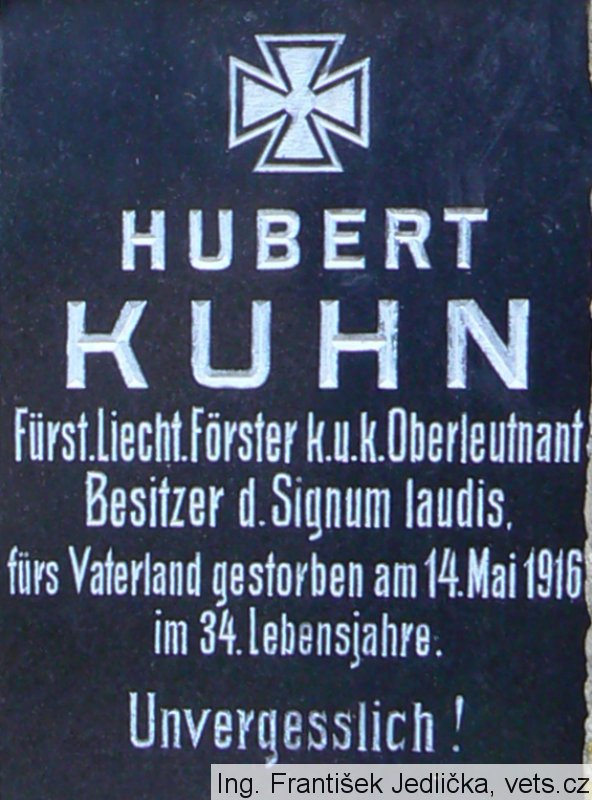 HUBERT
KUHN
Fürst.Liecht.Förster k.u.k.Oberleutnant
Besitzer d.Signum laudis,
fürs Vaterland gestorben am 14.Mai 1916
im 34.Lebensjahre.
Unvergesslich !
Ing. František Jedlička, vets.cz